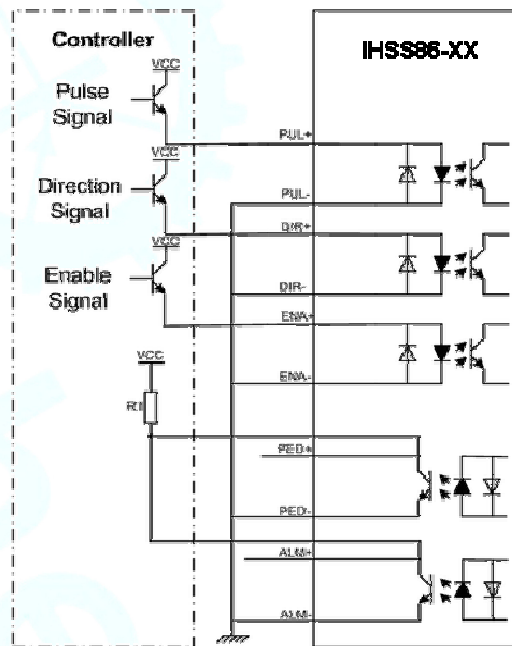 Controller
IHSS86-XX
VCC
Pulse
Signal
PUL+
VCC
Direction
Signal
PUL-
DIR+
VCC
Enable
Signal
DIR-
ENA+
VCC
ENA-
R1
PED+
PED-
ALM+
ALM-